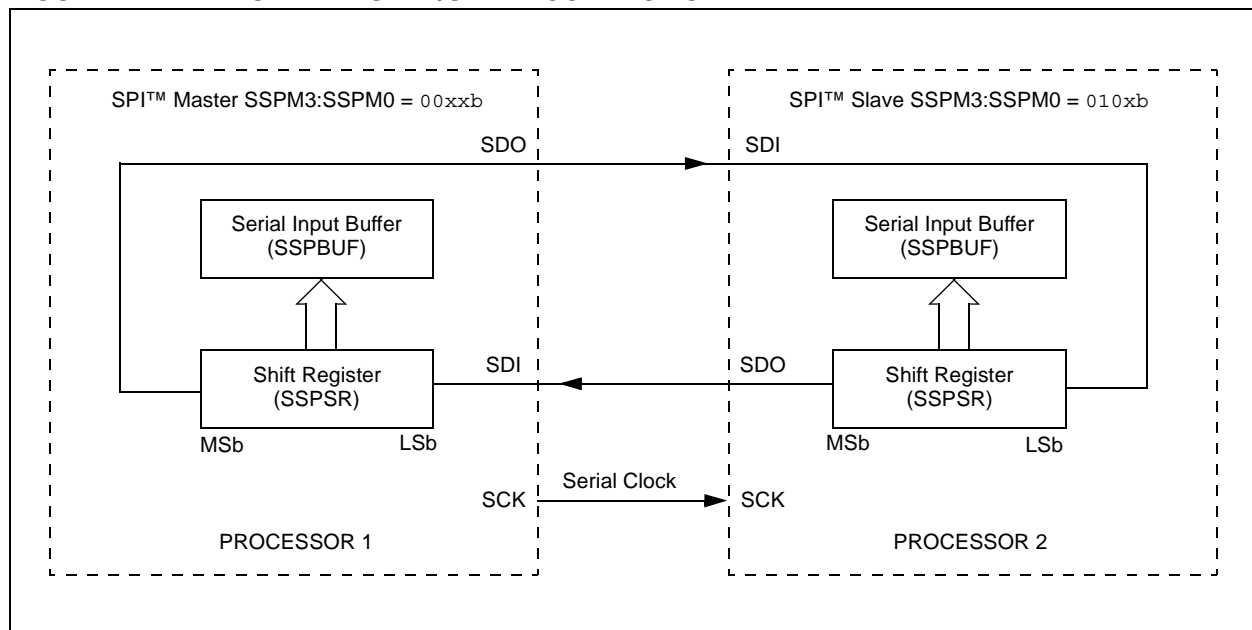 SPI™ Master SSPM3:SSPM0 = 00xxb
SPI™ Slave SSPM3:SSPM0 = 010xb
SDO
SDI
Serial Input Buffer
(SSPBUF)
Serial Input Buffer
(SSPBUF)
SDI
SDO
Shift Register
(SSPSR)
Shift Register
(SSPSR)
MSb
LSb
MSb
LSb
Serial Clock
SCK
SCK
PROCESSOR 1
PROCESSOR 2